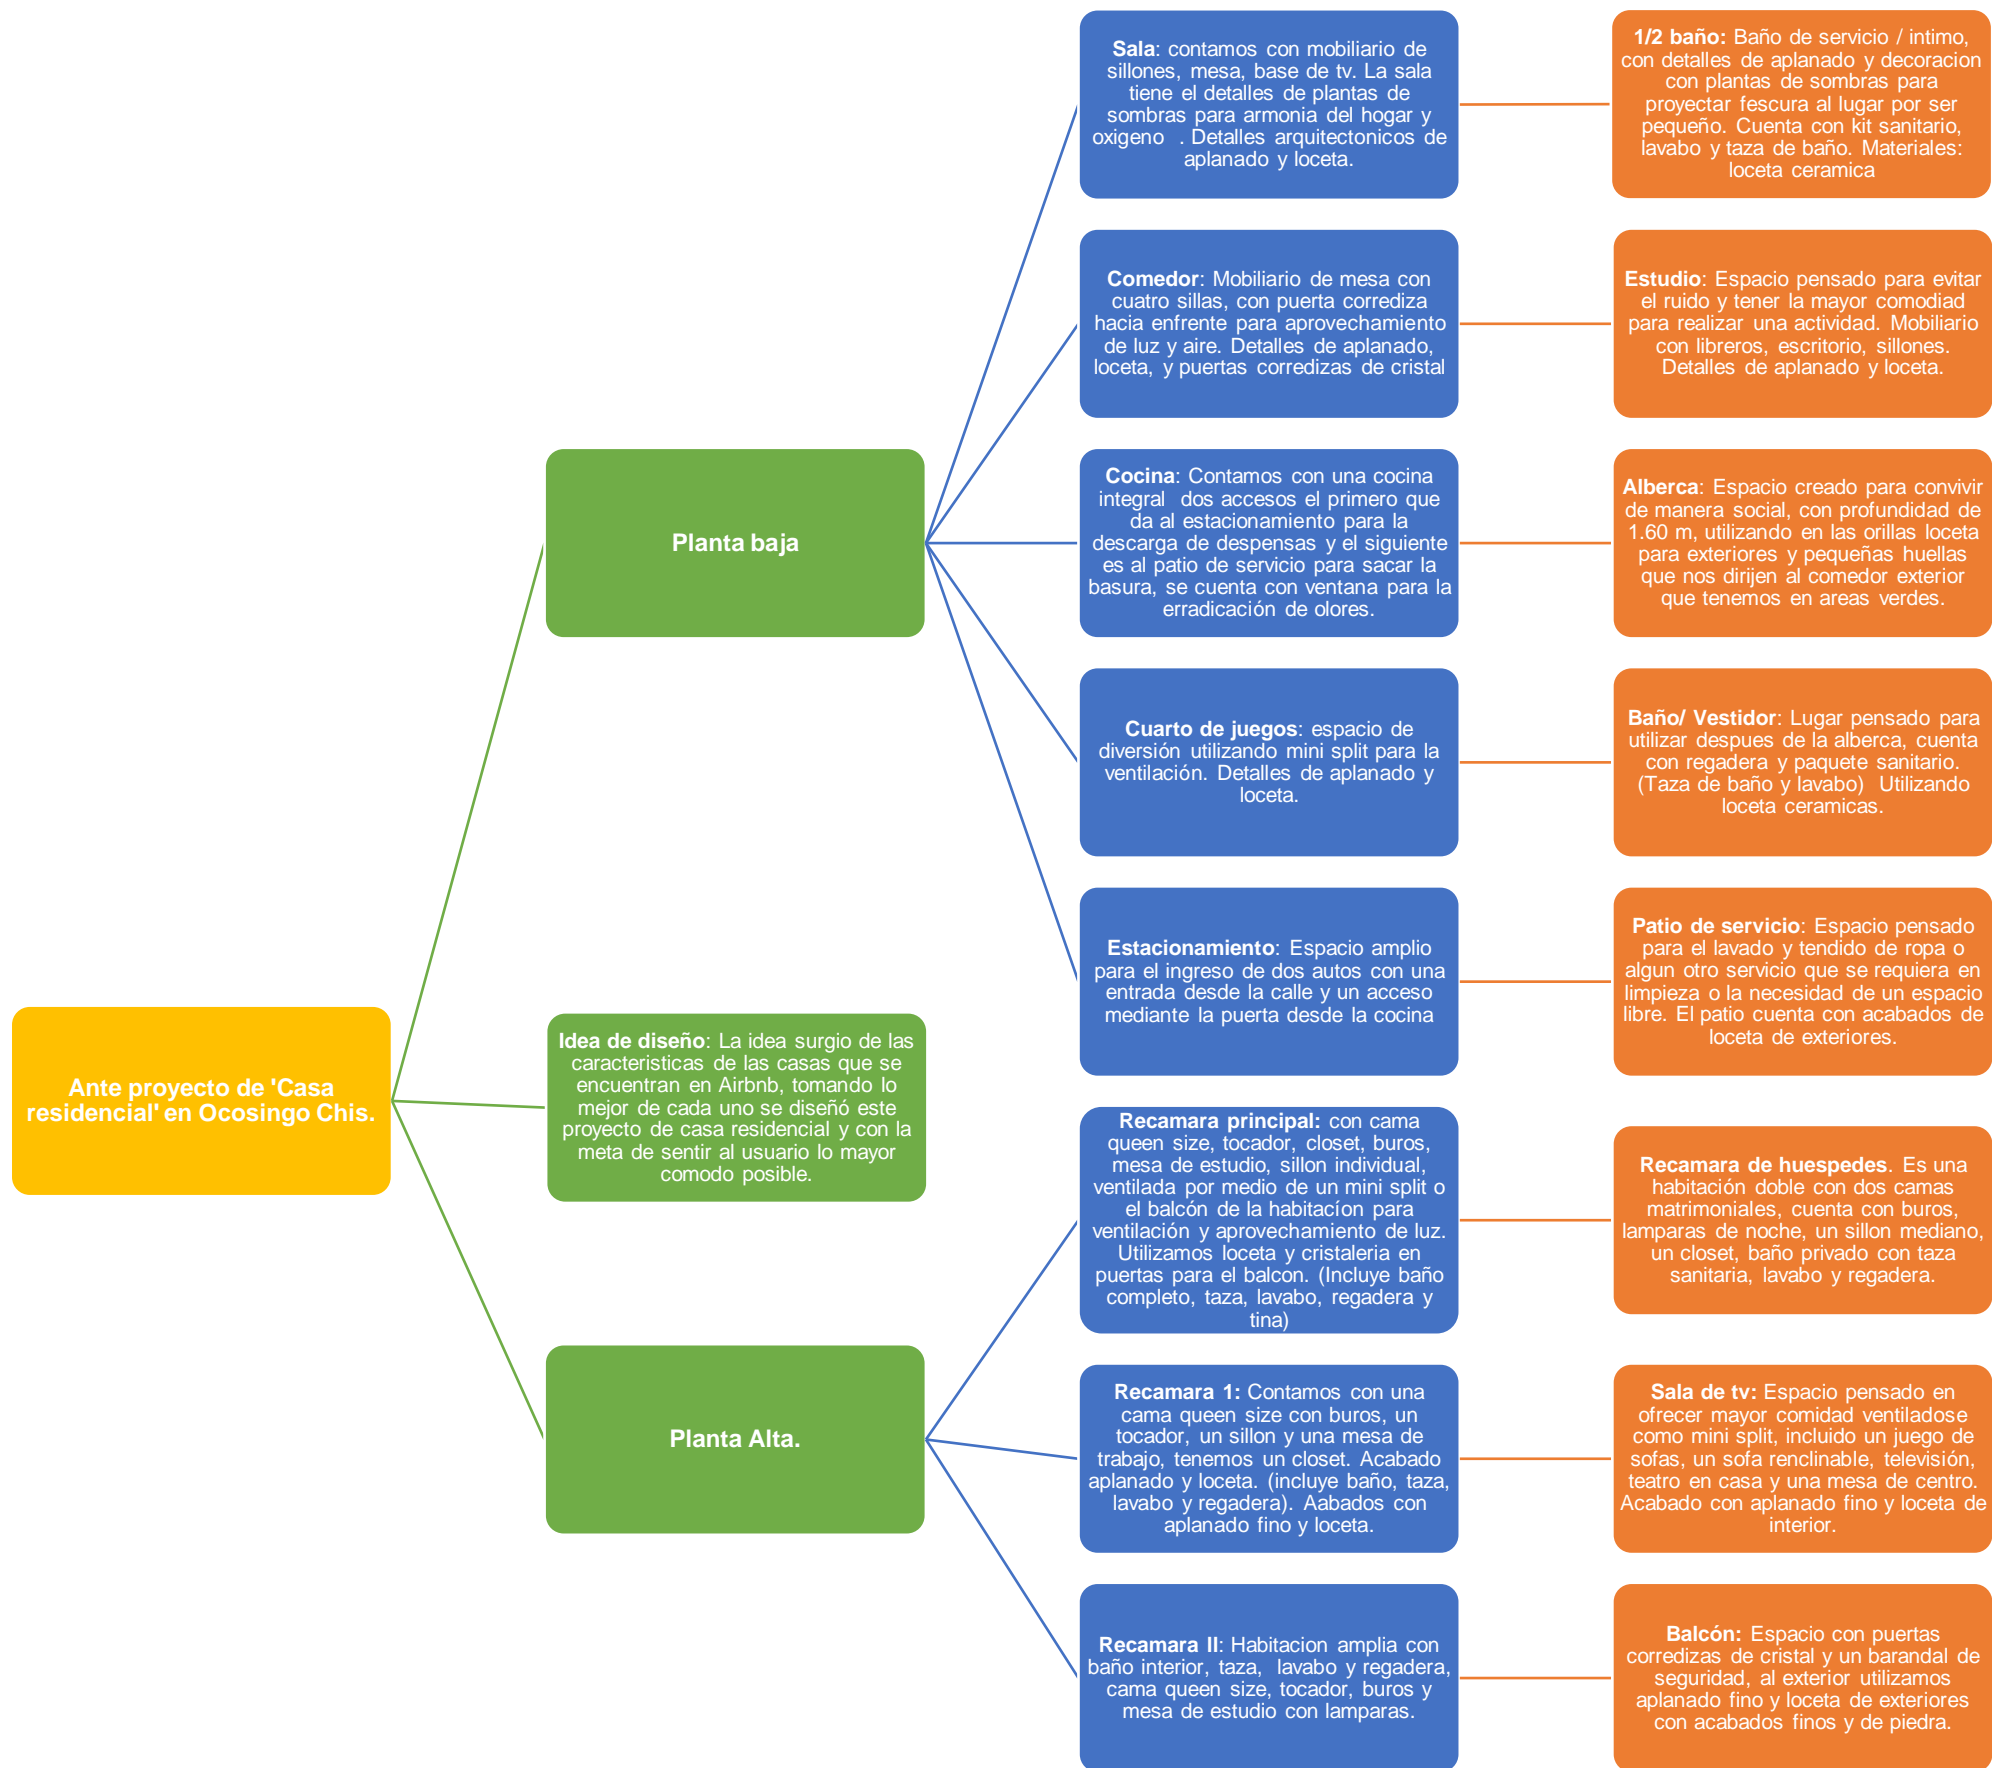 Ante proyecto de 'Casa
residencial' en Ocosingo Chis.
Planta baja
Sala: contamos con mobiliario de
sillones, mesa, base de tv. La sala
tiene el detalles de plantas de
sombras para armonia del hogar y
oxigeno . Detalles arquitectonicos de
aplanado y loceta.
1/2 baño: Baño de servicio / intimo,
con detalles de aplanado y decoracion
con plantas de sombras para
proyectar fescura al lugar por ser
pequeño. Cuenta con kit sanitario,
lavabo y taza de baño. Materiales:
loceta ceramica
Comedor: Mobiliario de mesa con
cuatro sillas, con puerta corrediza
hacia enfrente para aprovechamiento
de luz y aire. Detalles de aplanado,
loceta, y puertas corredizas de cristal
Estudio: Espacio pensado para evitar
el ruido y tener la mayor comodiad
para realizar una actividad. Mobiliario
con libreros, escritorio, sillones.
Detalles de aplanado y loceta.
Cocina: Contamos con una cocina
integral dos accesos el primero que
da al estacionamiento para la
descarga de despensas y el siguiente
es al patio de servicio para sacar la
basura, se cuenta con ventana para la
erradicación de olores.
Alberca: Espacio creado para convivir
de manera social, con profundidad de
1.60 m, utilizando en las orillas loceta
para exteriores y pequeñas huellas
que nos dirijen al comedor exterior
que tenemos en areas verdes.
Cuarto de juegos: espacio de
diversión utilizando mini split para la
ventilación. Detalles de aplanado y
loceta.
Baño/ Vestidor: Lugar pensado para
utilizar despues de la alberca, cuenta
con regadera y paquete sanitario.
(Taza de baño y lavabo) Utilizando
loceta ceramicas.
Estacionamiento: Espacio amplio
para el ingreso de dos autos con una
entrada desde la calle y un acceso
mediante la puerta desde la cocina
Patio de servicio: Espacio pensado
para el lavado y tendido de ropa o
algun otro servicio que se requiera en
limpieza o la necesidad de un espacio
libre. El patio cuenta con acabados de
loceta de exteriores.
Idea de diseño: La idea surgio de las
caracteristicas de las casas que se
encuentran en Airbnb, tomando lo
mejor de cada uno se diseñó este
proyecto de casa residencial y con la
meta de sentir al usuario lo mayor
comodo posible.
Planta Alta.
Recamara principal: con cama
queen size, tocador, closet, buros,
mesa de estudio, sillon individual,
ventilada por medio de un mini split o
el balcón de la habitacíon para
ventilación y aprovechamiento de luz.
Utilizamos loceta y cristaleria en
puertas para el balcon. (Incluye baño
completo, taza, lavabo, regadera y
tina)
Recamara de huespedes. Es una
habitación doble con dos camas
matrimoniales, cuenta con buros,
lamparas de noche, un sillon mediano,
un closet, baño privado con taza
sanitaria, lavabo y regadera.
Recamara 1: Contamos con una
cama queen size con buros, un
tocador, un sillon y una mesa de
trabajo, tenemos un closet. Acabado
aplanado y loceta. (incluye baño, taza,
lavabo y regadera). Aabados con
aplanado fino y loceta.
Sala de tv: Espacio pensado en
ofrecer mayor comidad ventiladose
como mini split, incluido un juego de
sofas, un sofa renclinable, televisión,
teatro en casa y una mesa de centro.
Acabado con aplanado fino y loceta de
interior.
Recamara II: Habitacion amplia con
baño interior, taza, lavabo y regadera,
cama queen size, tocador, buros y
mesa de estudio con lamparas.
Balcón: Espacio con puertas
corredizas de cristal y un barandal de
seguridad, al exterior utilizamos
aplanado fino y loceta de exteriores
con acabados finos y de piedra.